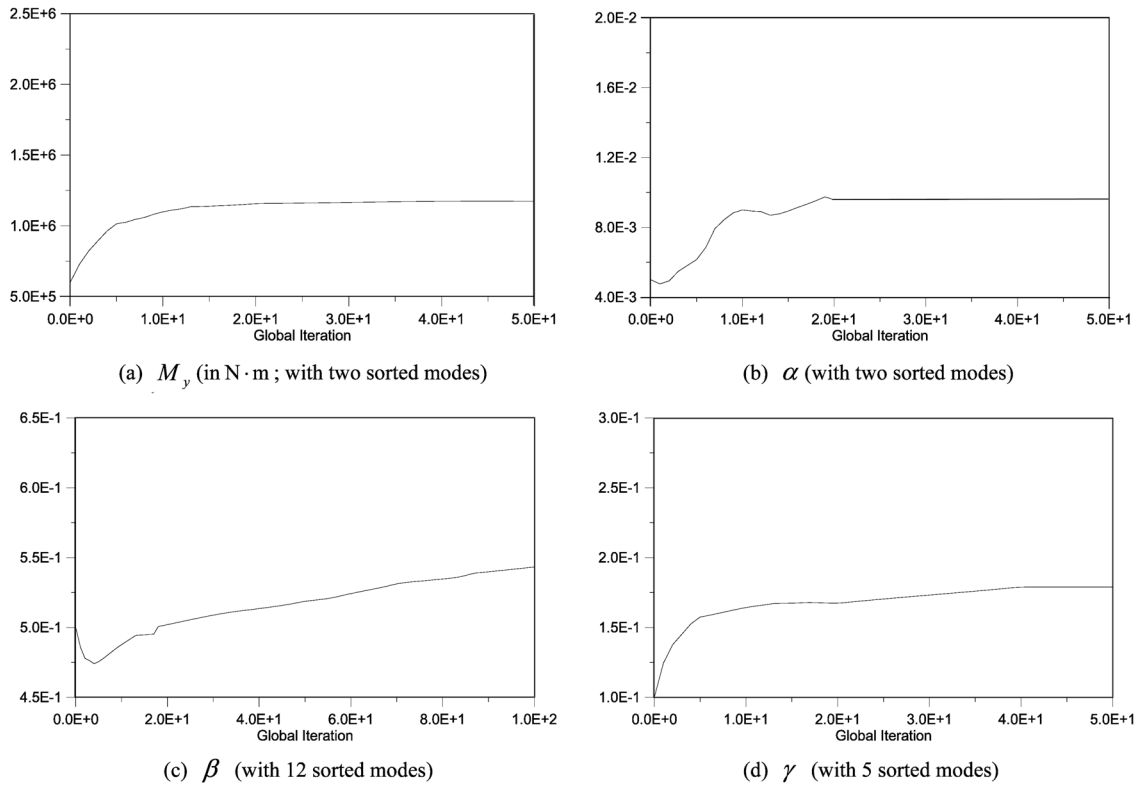 2.5E+6
2.0E+6
1.5E+6
1.0E+6
5.0E+5
0.0E+0 1.0E+1 2.0E+1 3.0E+1 4.0E+1 5.0E+1
Global Iteration
(a) M y (in N · m ; with two sorted modes)
2.0E-2
1.6E-2
1.2E-2
8.0E-3
4.0E-3
0.0E+0 1.0E+1 2.0E+1 3.0E+1 4.0E+1 5.0E+1
Global Iteration
(b) α (with two sorted modes)
6.5E-1
6.0E-1
5.5E-1
5.0E-1
4.5E-1
0.0E+0 2.0E+1 4.0E+1 6.0E+1 8.0E+1 1.0E+2
Global Iteration
(c) β (with 12 sorted modes)
3.0E-1
2.5E-1
2.0E-1
1.5E-1
1.0E-1
0.0E+0 1.0E+1 2.0E+1 3.0E+1 4.0E+1 5.0E+1
Global Iteration
(d) γ (with 5 sorted modes)